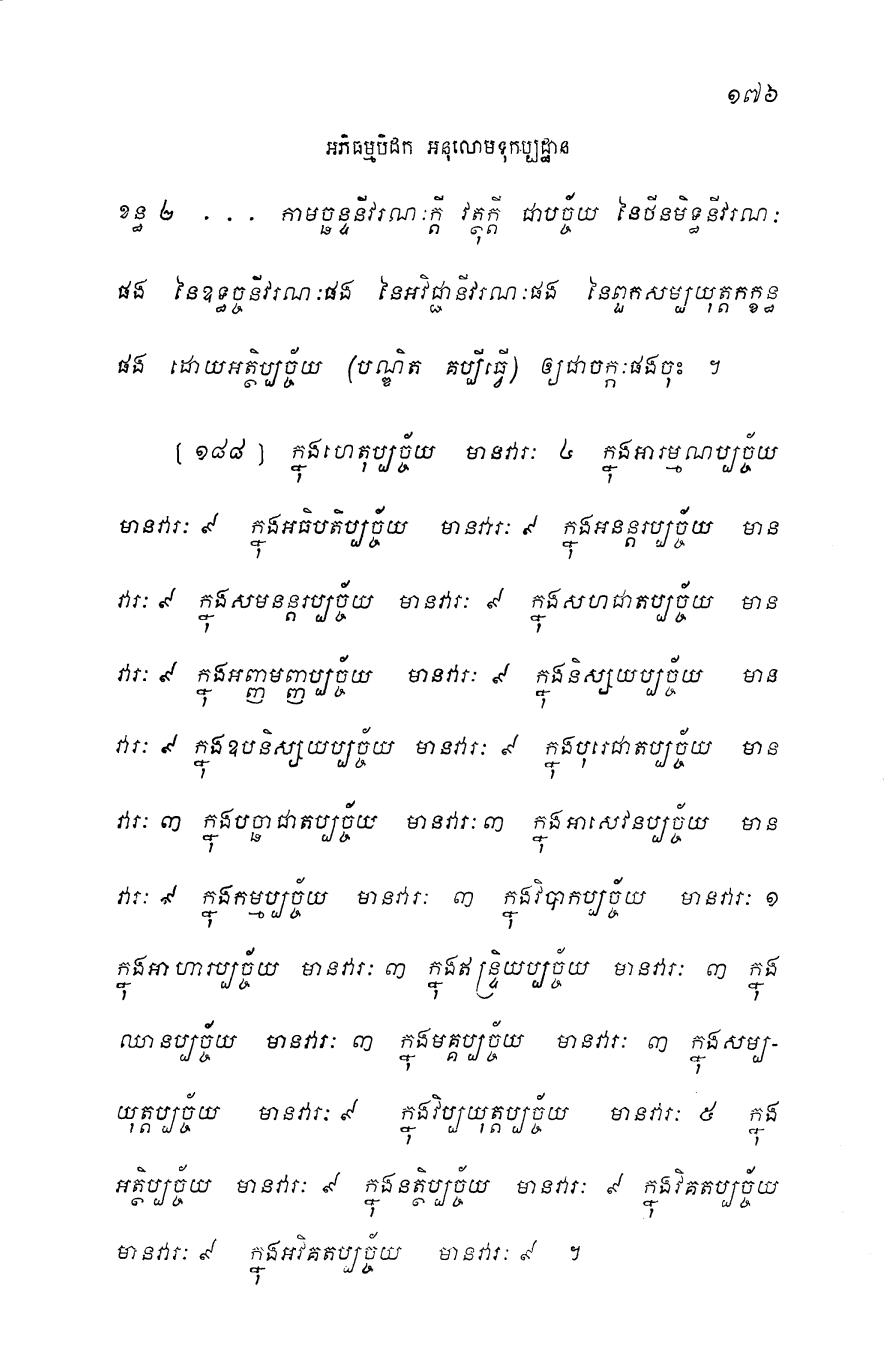 ១៧៦
អភិធម្មបិដក អនុលោមទុកប្បដ្ឋាន
ខន្ធ ២ . . . កាមច្ឆន្ទនីវរណៈក្តី វត្ថុក្តី ជាបច្ច័យ នៃថីនមិទ្ធនីវរណៈ
ផង នៃឧទ្ធច្ចនីវរណៈផង នៃអវិជ្ជានីវរណៈផង នៃពួកសម្បយុត្តកក្ខន្ធ
ផង ដោយអត្ថិប្បច្ច័យ (បណ្ឌិត គប្បីធ្វើ) ឲ្យជាចក្កៈផងចុះ ។
[ ១៨៨ ] ក្នុងហេតុប្បច្ច័យ មានវារៈ ៤ ក្នុងអារម្មណប្បច្ច័យ
មានវារៈ ៩ ក្នុងអធិបតិប្បច្ច័យ មានវារៈ ៩ ក្នុងអនន្តរប្បច្ច័យ មាន
វារៈ ៩ ក្នុងសមនន្តរប្បច្ច័យ មានវារៈ ៩ ក្នុងសហជាតប្បច្ច័យ មាន
វារៈ ៩ ក្នុងអញ្ញាមញ្ញប្បច្ច័យ មានវារៈ ៩ ក្នុងនិស្សយប្បច្ច័យ មាន
វារៈ ៩ ក្នុងឧបនិស្សយប្បច្ច័យ មានវារៈ ៩ ក្នុងបុរេជាតប្បច្ច័យ មាន
វារៈ ៣ ក្នុងបច្ឆាជាតប្បច្ច័យ មានវារៈ ៣ ក្នុងអាសេវនប្បច្ច័យ មាន
វារៈ ៩ ក្នុងកម្មប្បច្ច័យ មានវារៈ ៣ ក្នុងវិបាកប្បច្ច័យ មានវារៈ ១
ក្នុងអាហារប្បច្ច័យ មានវារៈ ៣ ក្នុងឥន្ទ្រិយប្បច្ច័យ មានវារៈ ៣ ក្នុង
ឈានប្បច្ច័យ មានវារៈ ៣ ក្នុងមគ្គប្បច្ច័យ មានវារៈ ៣ ក្នុងសម្ប-
យុត្តប្បច្ច័យ មានវារៈ ៩ ក្នុងវិប្បយុត្តប្បច្ច័យ មានវារៈ ៥ ក្នុង
អត្ថិប្បច្ច័យ មានវារៈ ៩ ក្នុងនត្ថិប្បច្ច័យ មានវារៈ ៩ ក្នុងវិគតប្បច្ច័យ
មានវារៈ ៩ ក្នុងអវិគតប្បច្ច័យ មានវារៈ ៩ ។